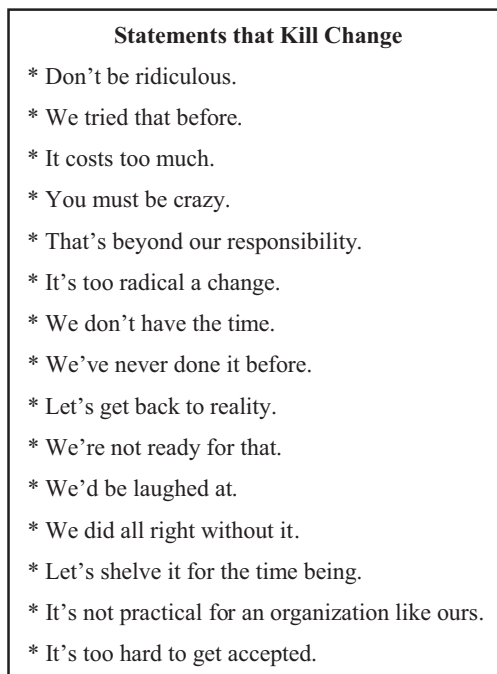 Statements that Kill Change
* Don’t be ridiculous.
* We tried that before.
* It costs too much.
* You must be crazy.
* That’s beyond our responsibility.
* It’s too radical a change.
* We don’t have the time.
* We’ve never done it before.
* Let’s get back to reality.
* We’re not ready for that.
* We’d be laughed at.
* We did all right without it.
* Let’s shelve it for the time being.
* It’s not practical for an organization like ours.
* It’s too hard to get accepted.